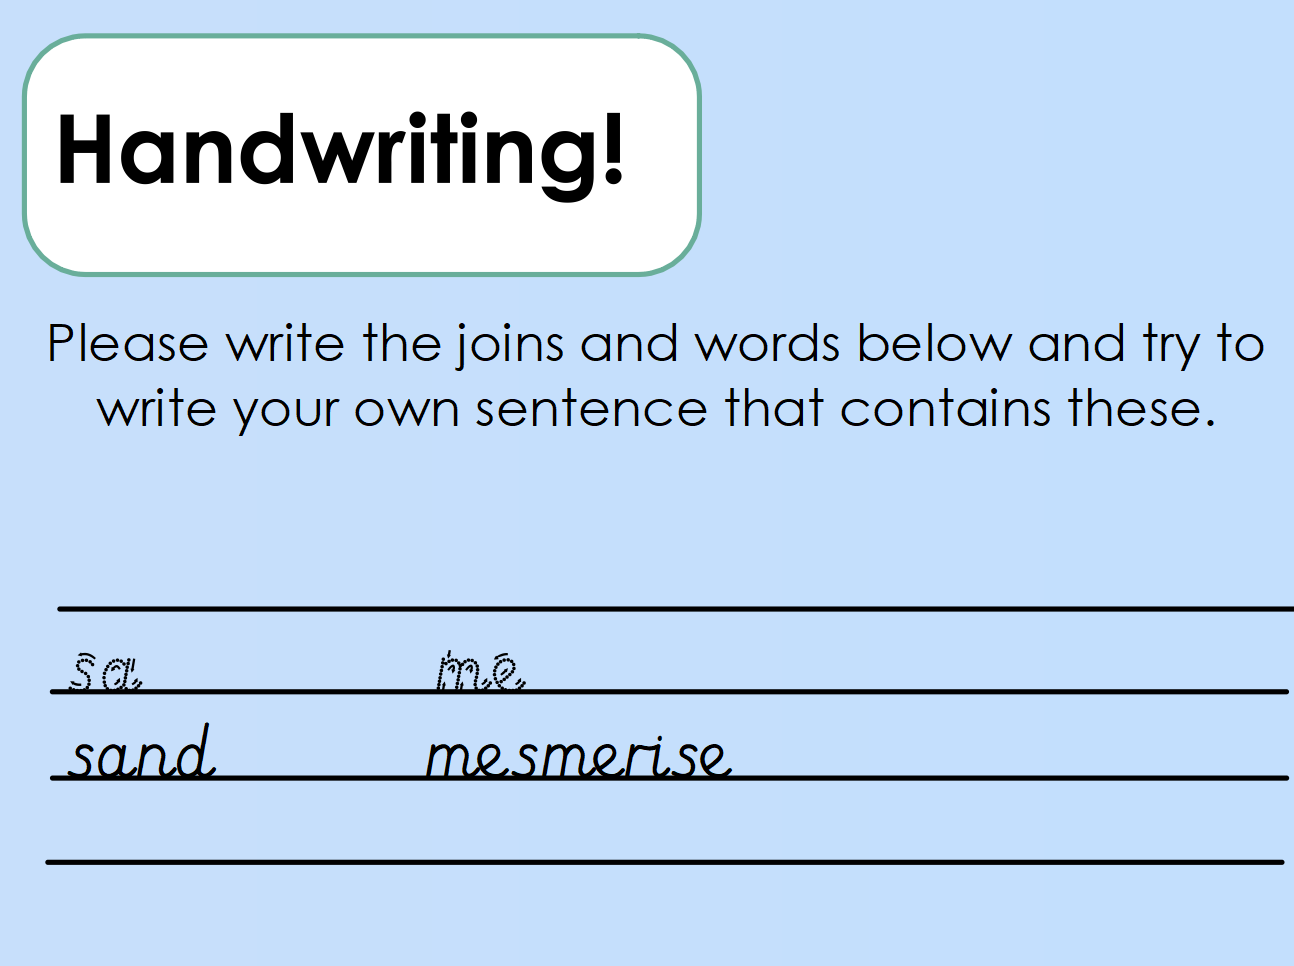 Handwriting!
Please write the joins and words below and try to
write your own sentence that contains these.
sa me
sand mesmerise